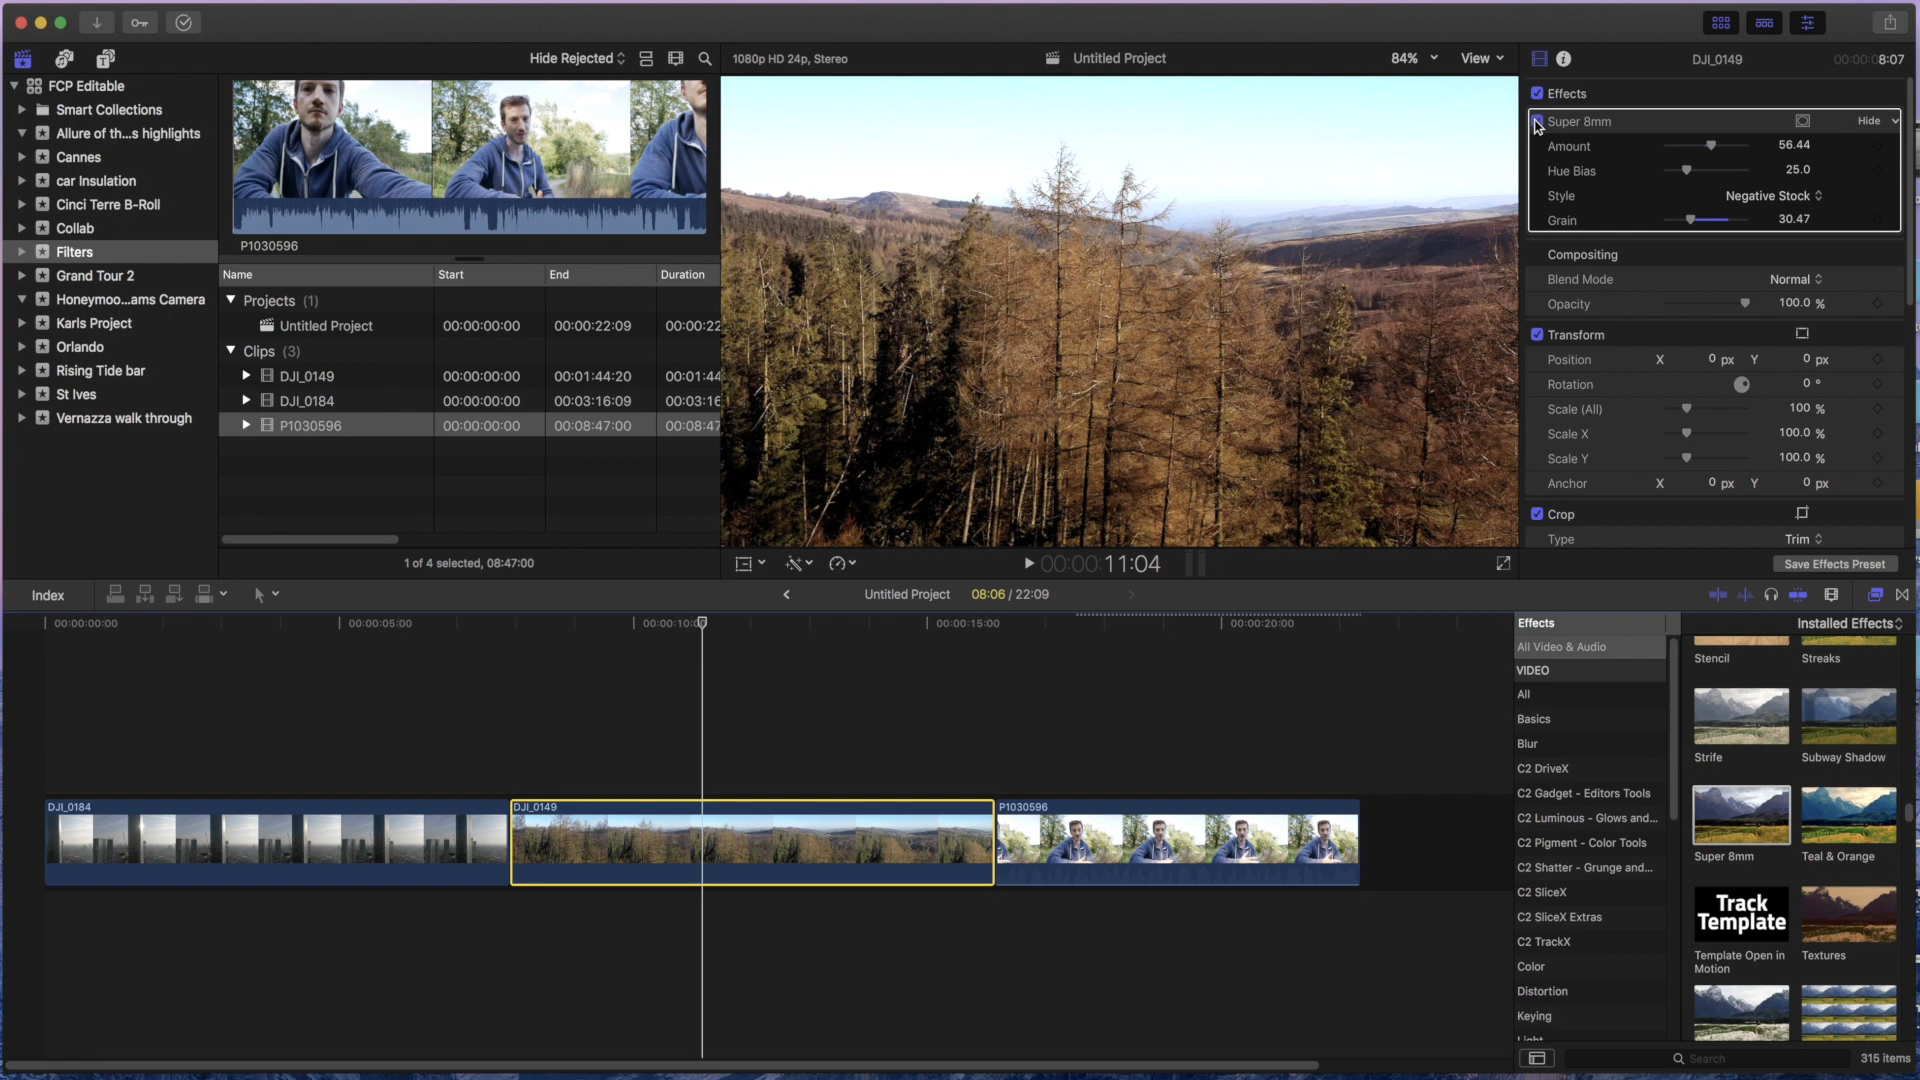 Hide Rejected
1080p HD 24p, Stereo
Untitled Project
84%
View
DJI_0149
00:00:08:07
FCP Editable
Smart Collections
Allure of th...s highlights
Cannes
car Insulation
Cinci Terre B-Roll
Collab
Filters
Grand Tour 2
Honeymoo...ams Camera
Karls Project
Orlando
Rising Tide bar
St Ives
Vernazza walk through
P1030596
Name
Start
End
Duration
Projects (1)
Untitled Project
00:00:00:00
00:00:22:09
00:00:22
Clips (3)
DJI_0149
00:00:00:00
00:01:44:20
00:01:44
DJI_0184
00:00:00:00
00:03:16:09
00:03:16
P1030596
00:00:00:00
00:08:47:00
00:08:47
1 of 4 selected, 08:47:00
00:00:11:04
Effects
Super 8mm
Hide
Amount
56.44
Hue Bias
25.0
Style
Negative Stock
Grain
30.47
Compositing
Blend Mode
Normal
Opacity
100.0 %
Transform
Position
X 0 px Y 0 px
Rotation
0 °
Scale (All)
100 %
Scale X
100.0 %
Scale Y
100.0 %
Anchor
X 0 px Y 0 px
Crop
Type
Trim
Save Effects Preset
Index
Untitled Project
08:06 / 22:09
00:00:00:00
00:00:05:00
00:00:10:0
00:00:15:00
00:00:20:00
DJI_0184
DJI_0149
P1030596
Effects
Installed Effects
All Video & Audio
VIDEO
All
Basics
Blur
C2 DriveX
C2 Gadget - Editors Tools
C2 Luminous - Glows and...
C2 Pigment - Color Tools
C2 Shatter - Grunge and...
C2 SliceX
C2 SliceX Extras
C2 TrackX
Color
Distortion
Keying
Light
Stencil
Streaks
Strife
Subway Shadow
Super 8mm
Teal & Orange
Track
Template
Template Open in
Motion
Textures
Search
315 items